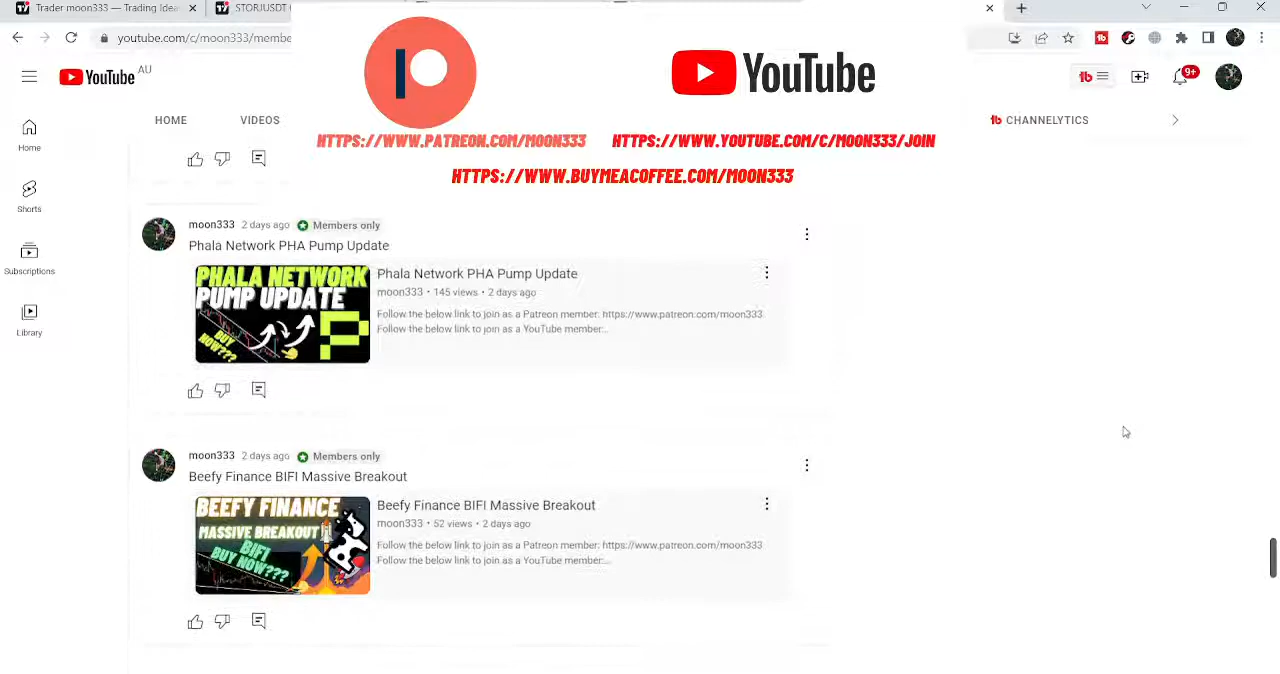 Trader moon333 — Trading Idea
STORJUSDT
youtube.com/c/moon333/membe
YouTube AU
YouTube
9+
HTTPS://WWW.PATREON.COM/MOON333
HTTPS://WWW.YOUTUBE.COM/C/MOON333/JOIN
HTTPS://WWW.BUYMEACOFFEE.COM/MOON333
HOME
VIDEOS
CHANNELYTICS
Home
Shorts
Subscriptions
Library
moon333 2 days ago Members only
Phala Network PHA Pump Update
PHALA NETWORK
PUMP UPDATE
BUY
NOW???
Phala Network PHA Pump Update
moon333 • 145 views • 2 days ago
Follow the below link to join as a Patreon member: https://www.patreon.com/moon333
Follow the below link to join as a YouTube member:...
moon333 2 days ago Members only
Beefy Finance BIFI Massive Breakout
BEEFY FINANCE
MASSIVE BREAKOUT
BIFI
BUY NOW???
Beefy Finance BIFI Massive Breakout
moon333 • 52 views • 2 days ago
Follow the below link to join as a Patreon member: https://www.patreon.com/moon333
Follow the below link to join as a YouTube member:...